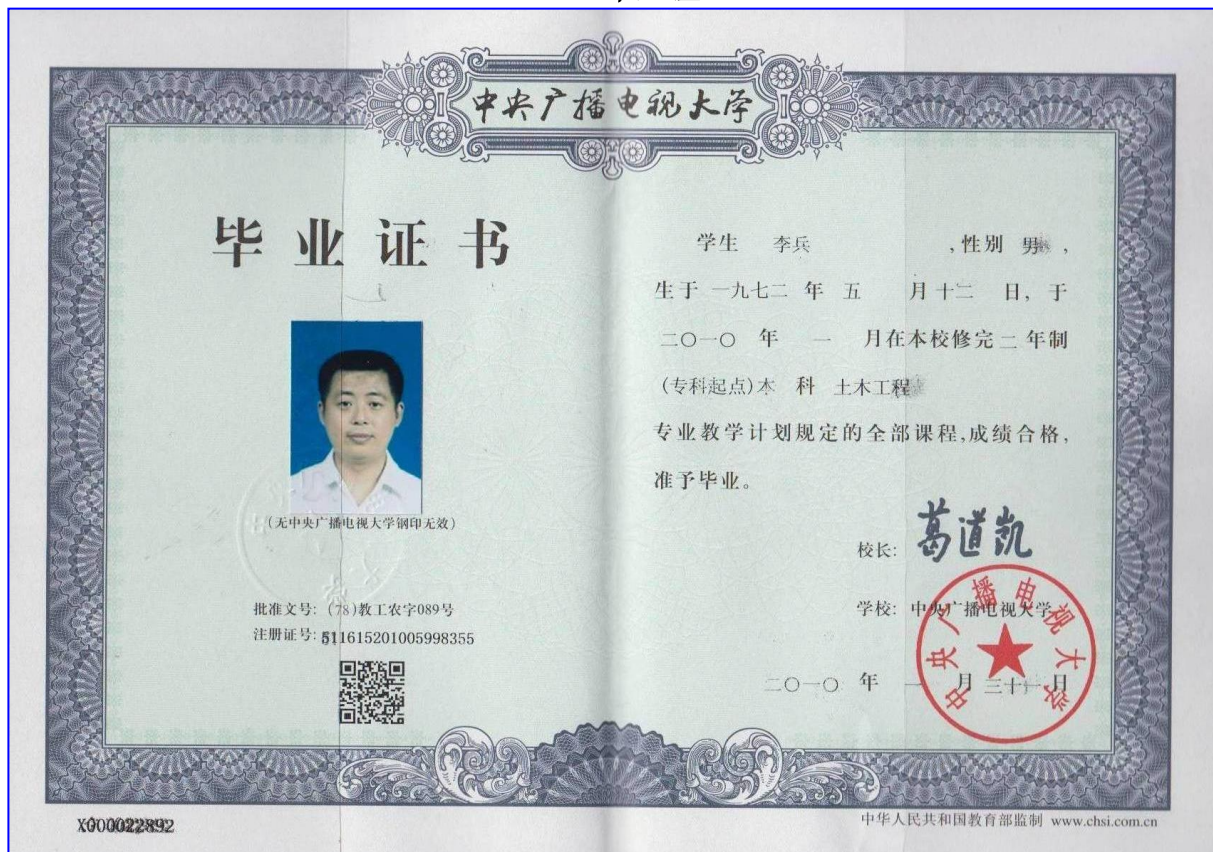 中央广播电视大学
毕业证书
(无中央广播电视大学钢印无效)
批准文号: (78)教工农字089号
注册证号: 511615201005998355
学生 李兵 ,性别 男 ,
生于 一九七二 年 五 月 十二 日, 于
二○一○ 年 一 月在本校修完 二 年制
(专科起点)本 科 土木工程
专业教学计划规定的全部课程,成绩合格,
准予毕业。
校长: 葛道凯
学校: 中央广播电视大学
二○一○ 年 一 月 三十一 日
中央广播电视大学
中华人民共和国教育部监制 www.chsi.com.cn